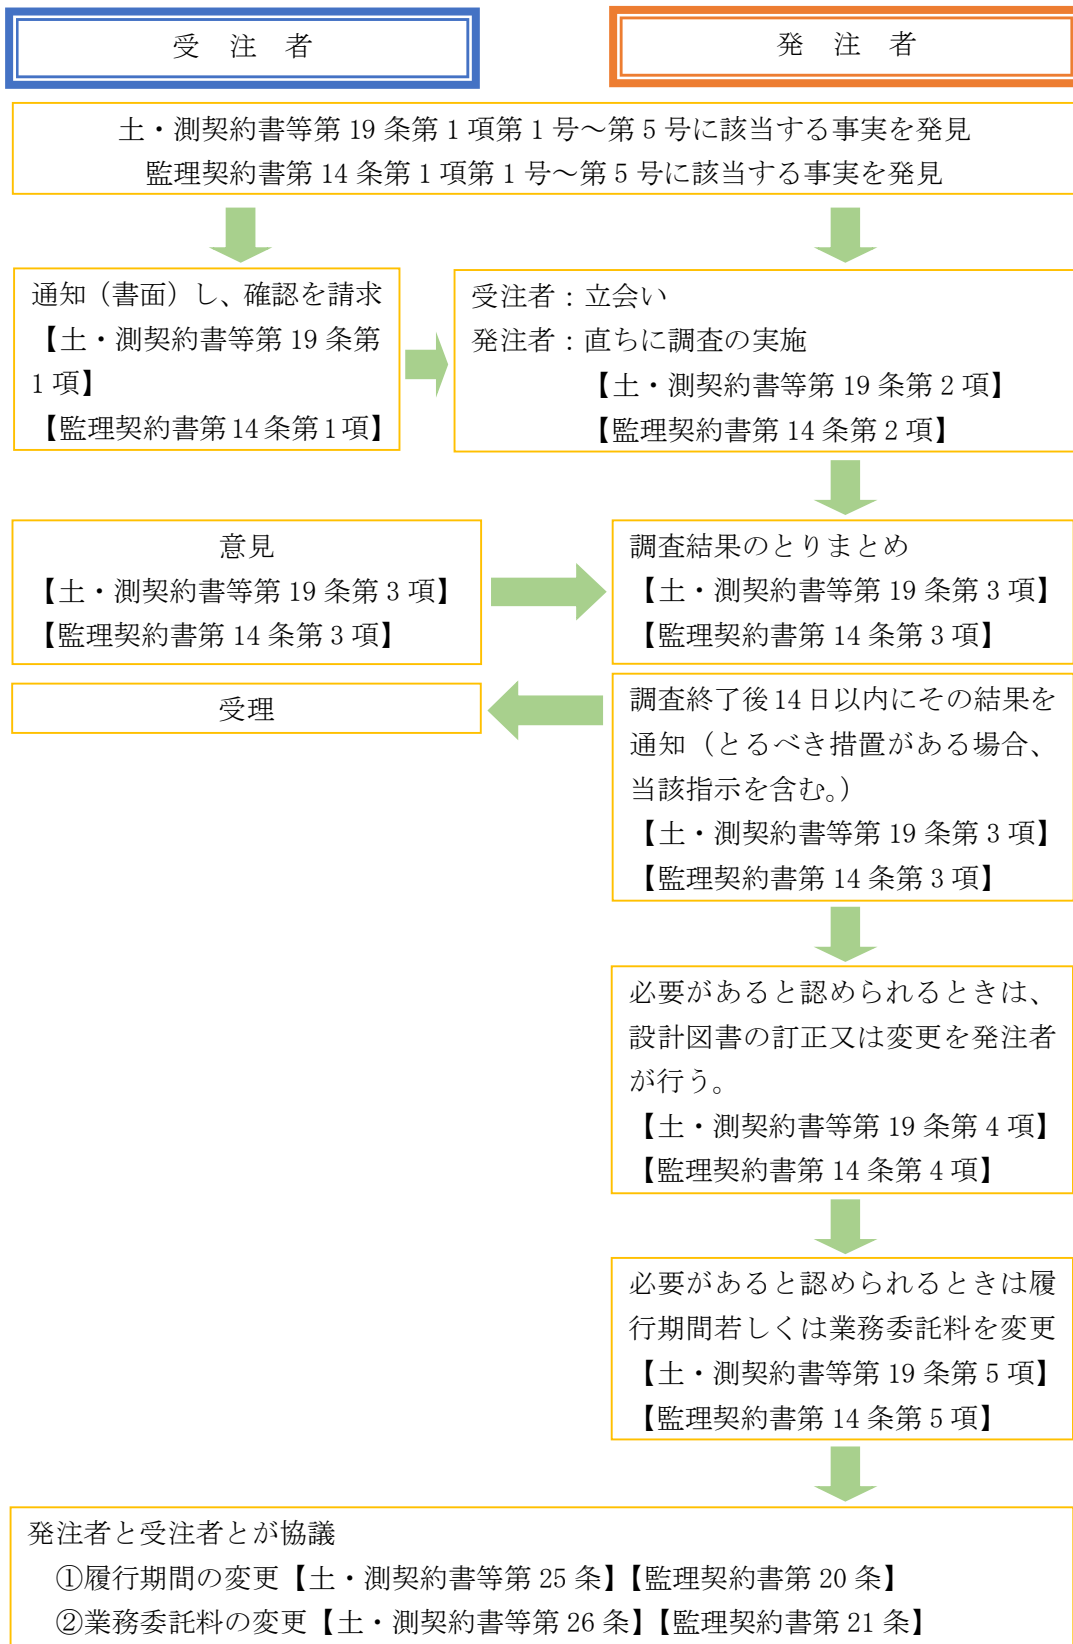 受 注 者
発 注 者
土・測契約書等第 19 条第 1 項第 1 号～第 5 号に該当する事実を発見
監理契約書第 14 条第 1 項第 1 号～第 5 号に該当する事実を発見
通知（書面）し、確認を請求
【土・測契約書等第 19 条第
1 項】
【監理契約書第 14 条第 1 項】
受注者：立会い
発注者：直ちに調査の実施
【土・測契約書等第 19 条第 2 項】
【監理契約書第 14 条第 2 項】
意見
【土・測契約書等第 19 条第 3 項】
【監理契約書第 14 条第 3 項】
調査結果のとりまとめ
【土・測契約書等第 19 条第 3 項】
【監理契約書第 14 条第 3 項】
受理
調査終了後 14 日以内にその結果を
通知（とるべき措置がある場合、
当該指示を含む。）
【土・測契約書等第 19 条第 3 項】
【監理契約書第 14 条第 3 項】
必要があると認められるときは、
設計図書の訂正又は変更を発注者
が行う。
【土・測契約書等第 19 条第 4 項】
【監理契約書第 14 条第 4 項】
必要があると認められるときは履
行期間若しくは業務委託料を変更
【土・測契約書等第 19 条第 5 項】
【監理契約書第 14 条第 5 項】
発注者と受注者とが協議
①履行期間の変更【土・測契約書等第 25 条】【監理契約書第 20 条】
②業務委託料の変更【土・測契約書等第 26 条】【監理契約書第 21 条】